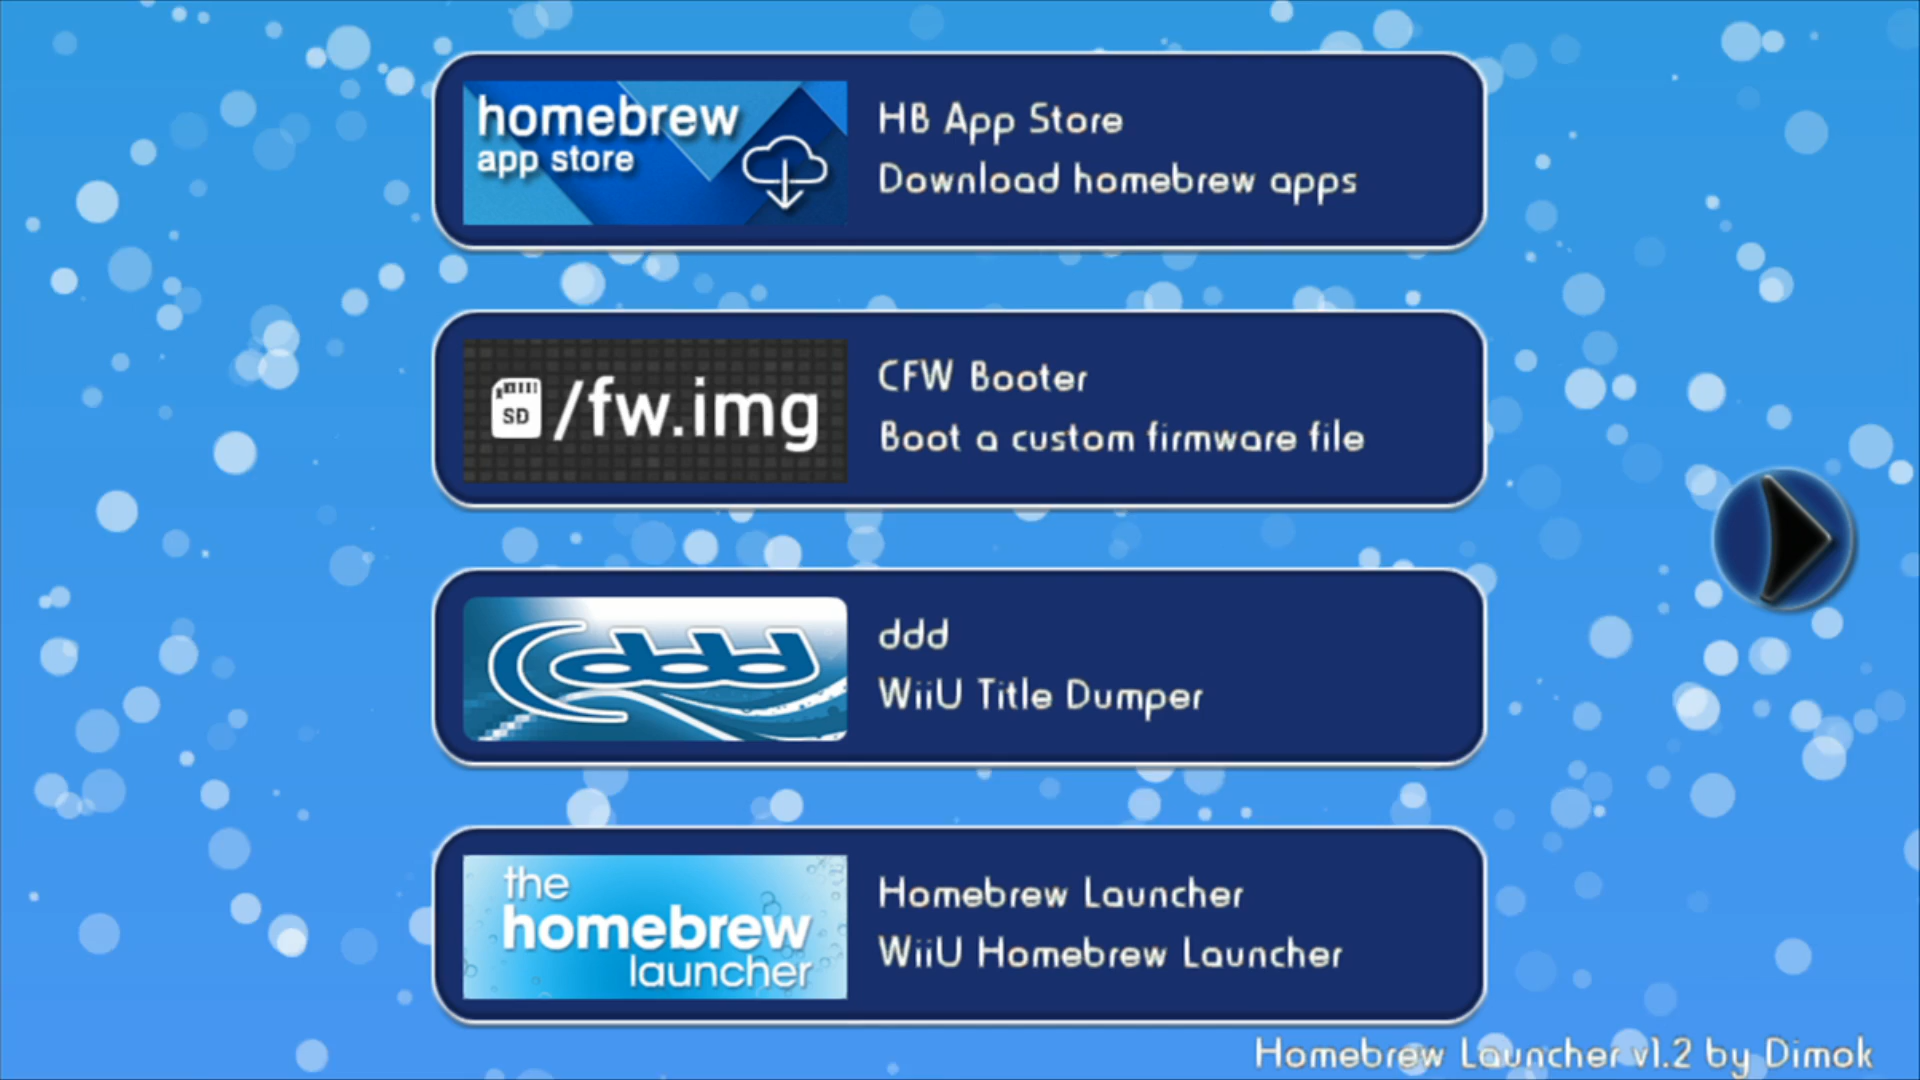 homebrew
app store
HB App Store
Download homebrew apps
SD /fw.img
CFW Booter
Boot a custom firmware file
ddd
ddd
WiiU Title Dumper
the
homebrew
launcher
Homebrew Launcher
WiiU Homebrew Launcher
Homebrew Launcher v1.2 by Dimok